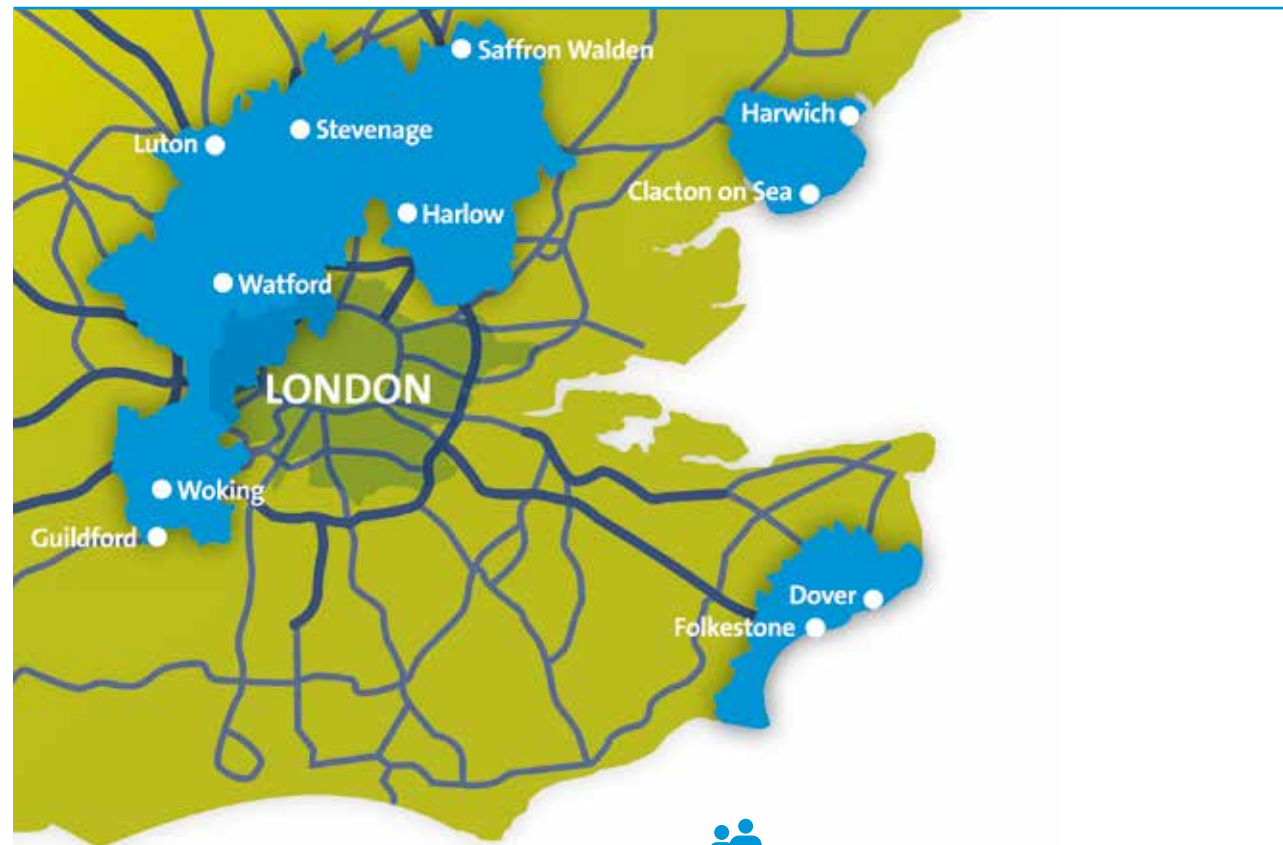 Saffron Walden
Harwich
Stevenage
Luton
Clacton on Sea
Harlow
Watford
LONDON
Woking
Guildford
Dover
Folkestone